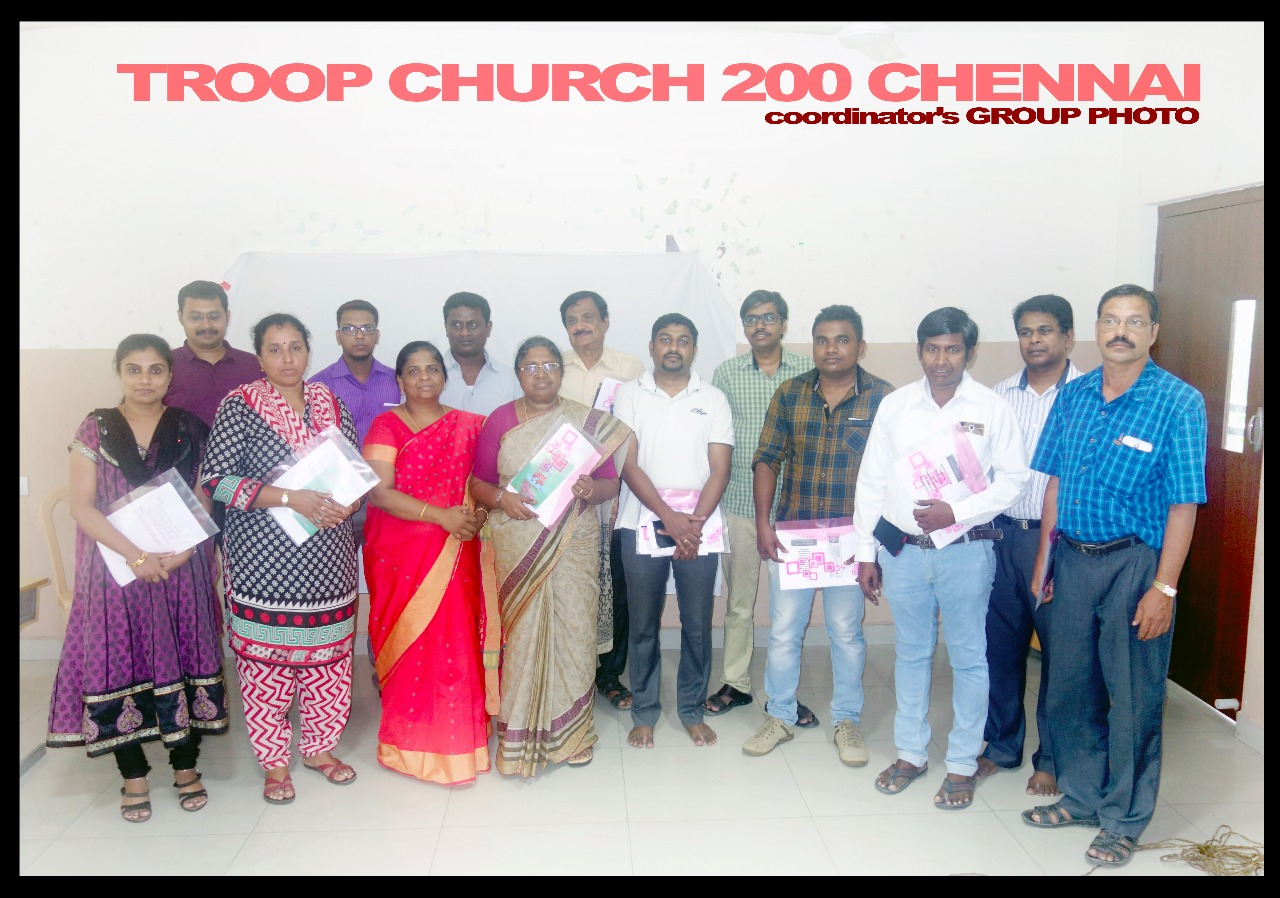 TROOP CHURCH 200 CHENNAI
coordinator's GROUP PHOTO